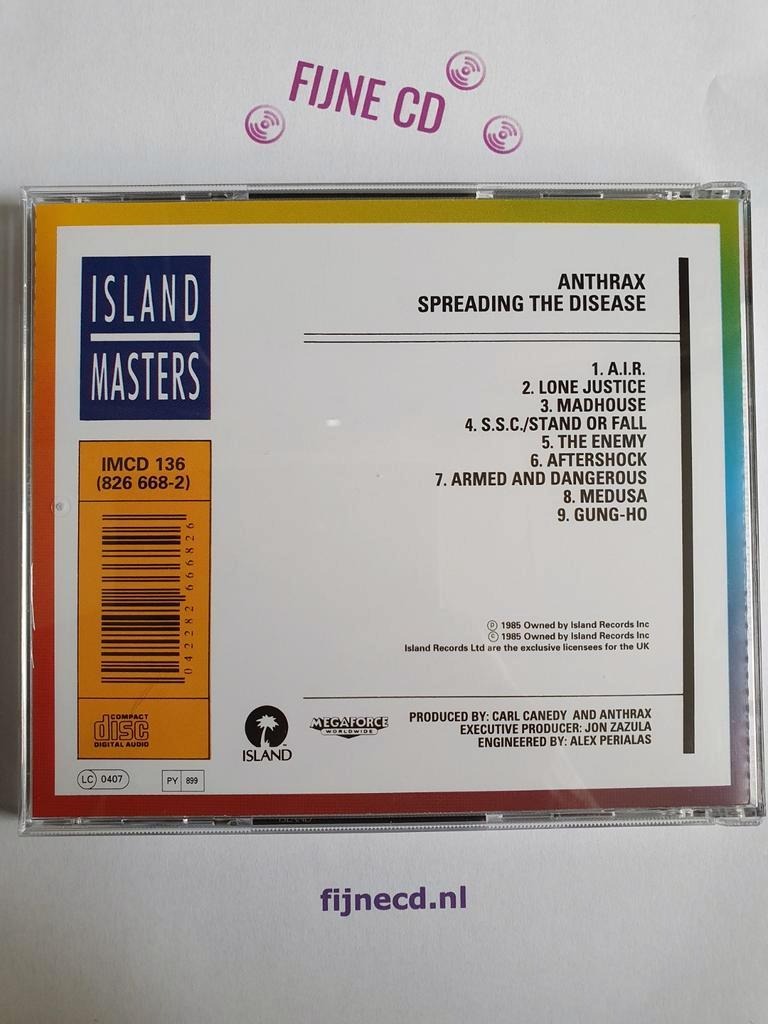 FIJNE CD
ISLAND
MASTERS
IMCD 136
(826 668-2)
042282666826
COMPACT
disc
DIGITAL AUDIO
LC 0407
PY 899
ANTHRAX
SPREADING THE DISEASE
1. A.I.R.
2. LONE JUSTICE
3. MADHOUSE
4. S.S.C./STAND OR FALL
5. THE ENEMY
6. AFTERSHOCK
7. ARMED AND DANGEROUS
8. MEDUSA
9. GUNG-HO
℗ 1985 Owned by Island Records Inc
© 1985 Owned by Island Records Inc
Island Records Ltd are the exclusive licensees for the UK
ISLAND
MEGAFORCE
WORLDWIDE
PRODUCED BY: CARL CANEDY AND ANTHRAX
EXECUTIVE PRODUCER: JON ZAZULA
ENGINEERED BY: ALEX PERIALAS
fijnecd.nl